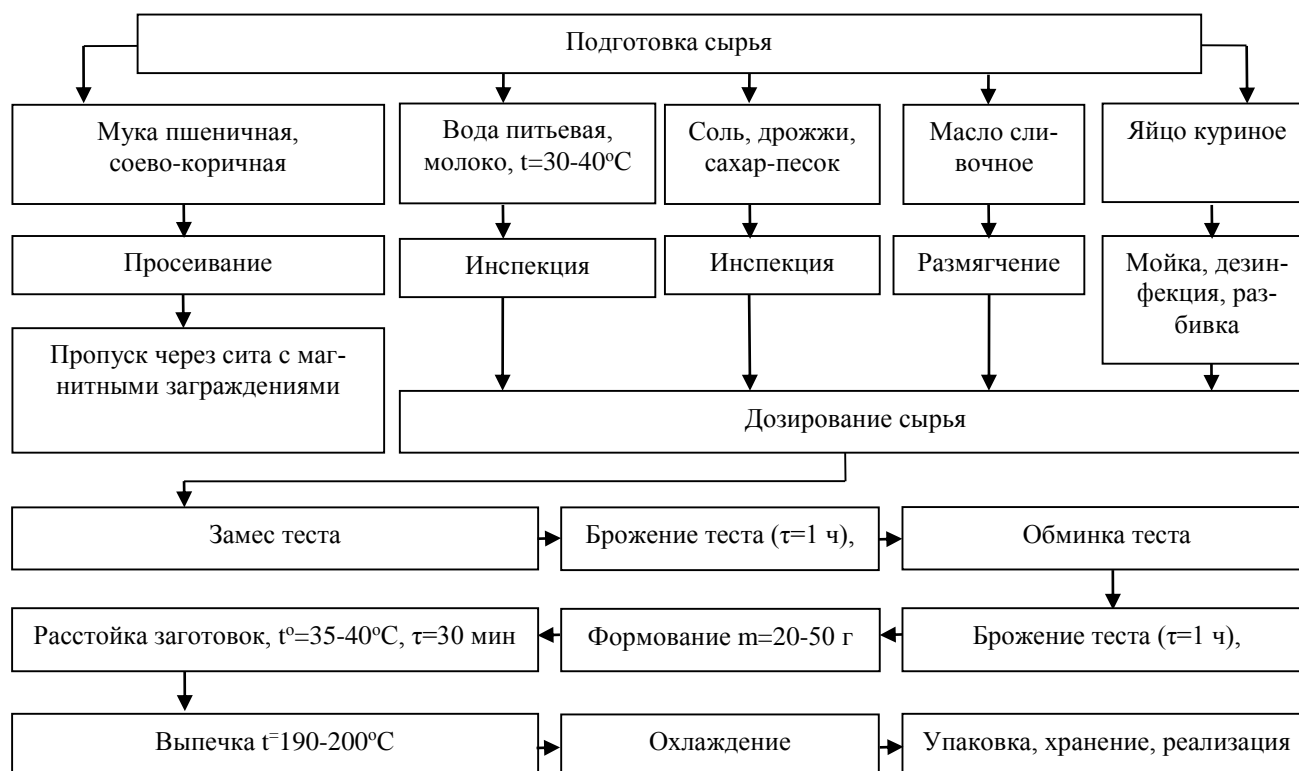 Подготовка сырья
Мука пшеничная,
соево-коричная
Вода питьевая,
молоко, t=30-40ºС
Соль, дрожжи,
сахар-песок
Масло сли-
вочное
Яйцо куриное
Просеивание
Инспекция
Инспекция
Размягчение
Мойка, дезин-
фекция, раз-
бивка
Пропуск через сита с маг-
нитными заграждениями
Дозирование сырья
Замес теста
Брожение теста (τ=1 ч),
Обминка теста
Расстойка заготовок, tº=35-40ºС, τ=30 мин
Формование m=20-50 г
Брожение теста (τ=1 ч),
Выпечка t=190-200ºС
Охлаждение
Упаковка, хранение, реализация